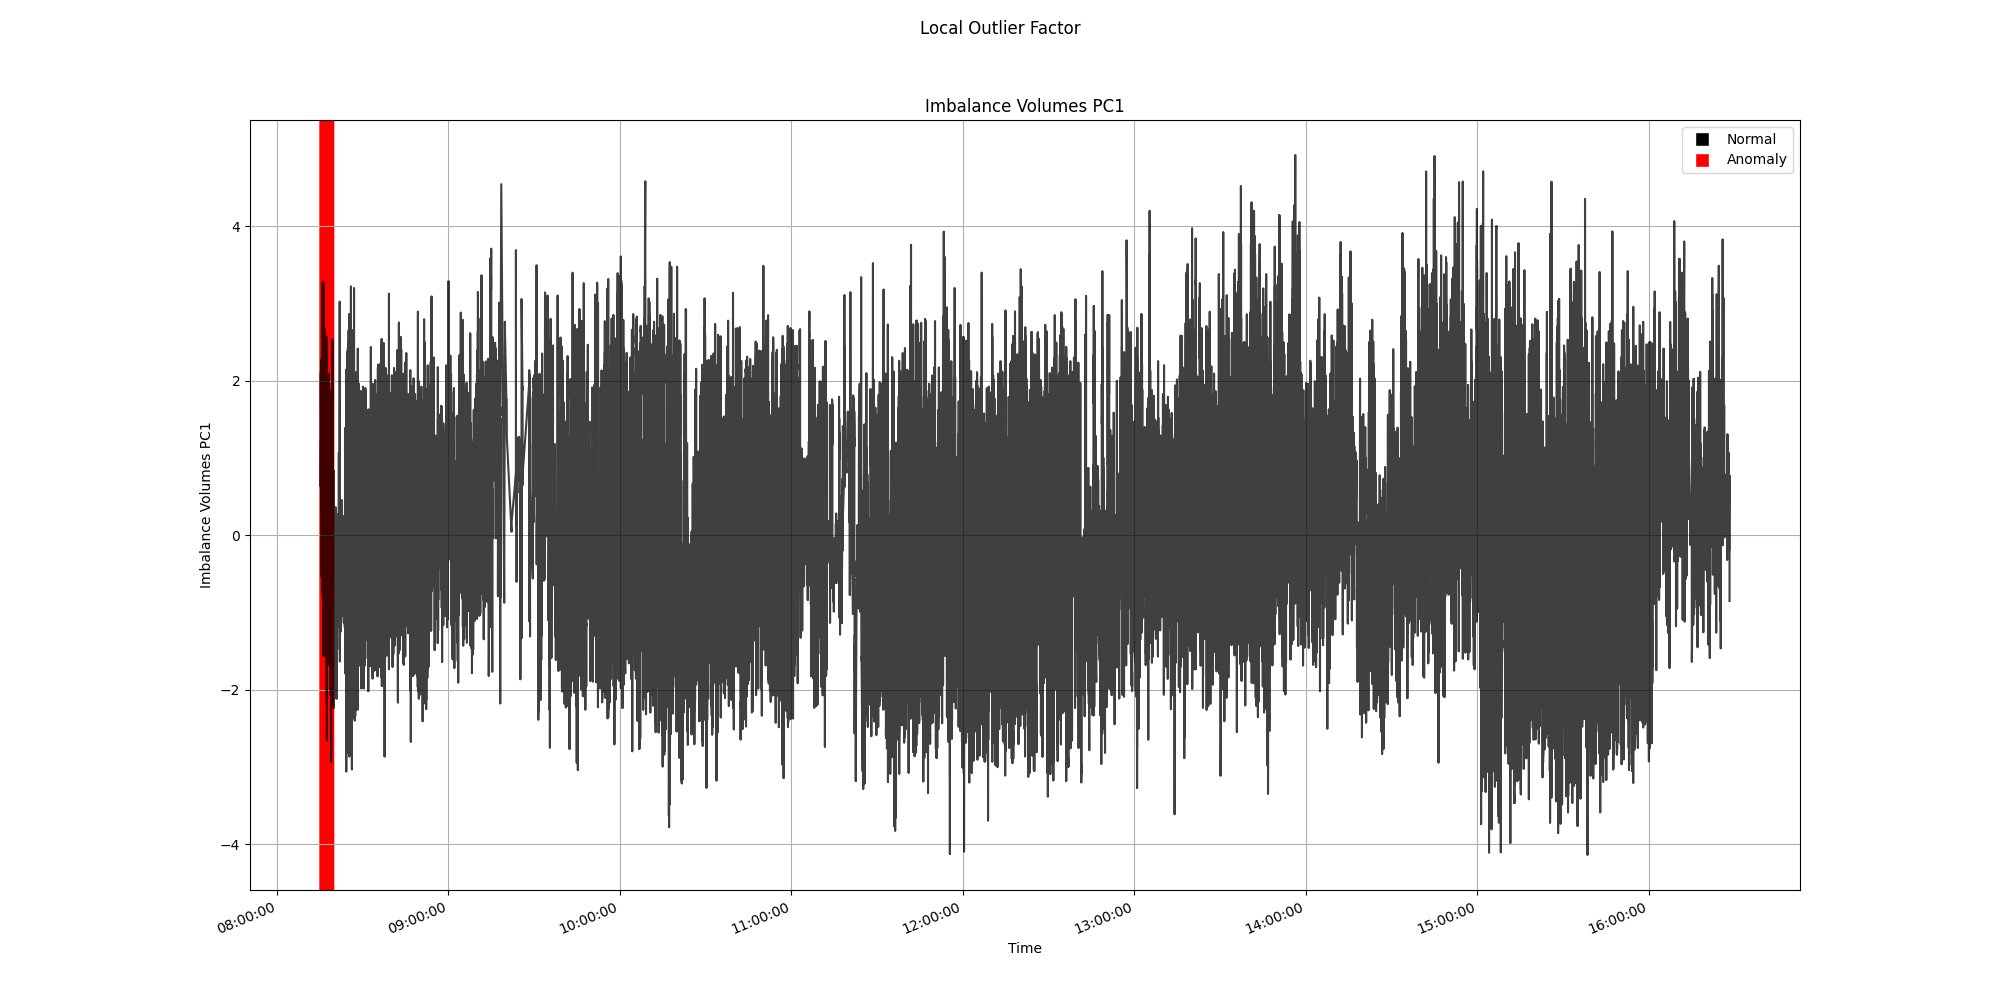 Local Outlier Factor
Imbalance Volumes PC1
Normal
Anomaly
Imbalance Volumes PC1
4
2
0
−2
−4
08:00:00
09:00:00
10:00:00
11:00:00
12:00:00
13:00:00
14:00:00
15:00:00
16:00:00
Time